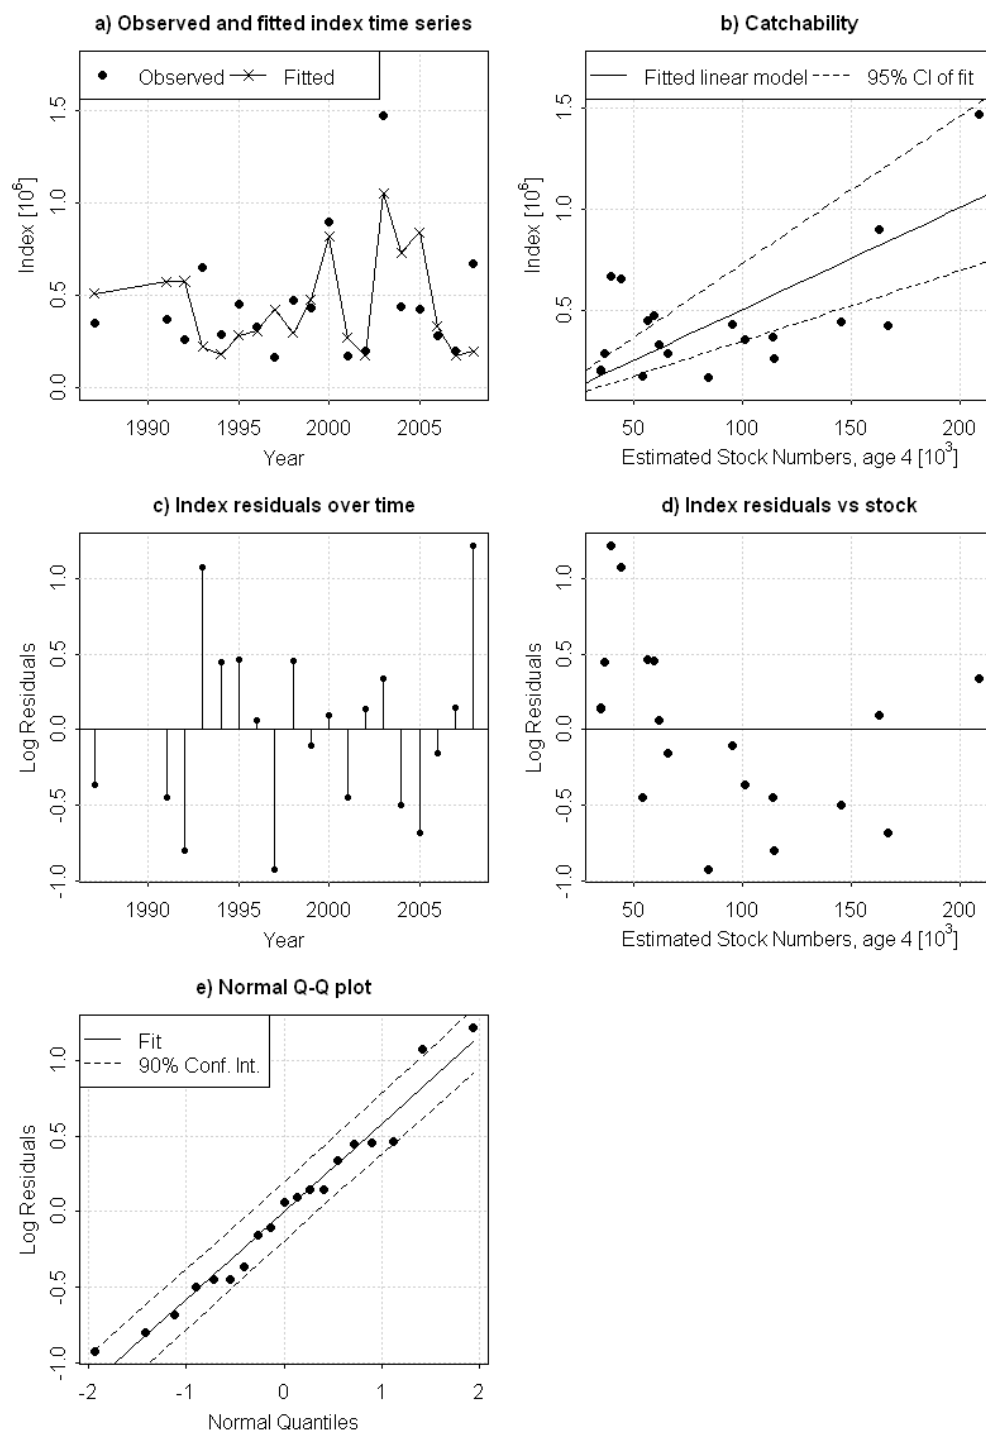 a) Observed and fitted index time series
Observed Fitted
Index [10^6]
0.0 0.5 1.0 1.5
1990 1995 2000 2005
Year
b) Catchability
Fitted linear model 95% CI of fit
Index [10^6]
0.5 1.0 1.5
50 100 150 200
Estimated Stock Numbers, age 4 [10^3]
c) Index residuals over time
Log Residuals
-1.0 -0.5 0.0 0.5 1.0
1990 1995 2000 2005
Year
d) Index residuals vs stock
Log Residuals
-1.0 -0.5 0.0 0.5 1.0
50 100 150 200
Estimated Stock Numbers, age 4 [10^3]
e) Normal Q-Q plot
Fit
90% Conf. Int.
Log Residuals
-1.0 -0.5 0.0 0.5 1.0
-2 -1 0 1 2
Normal Quantiles